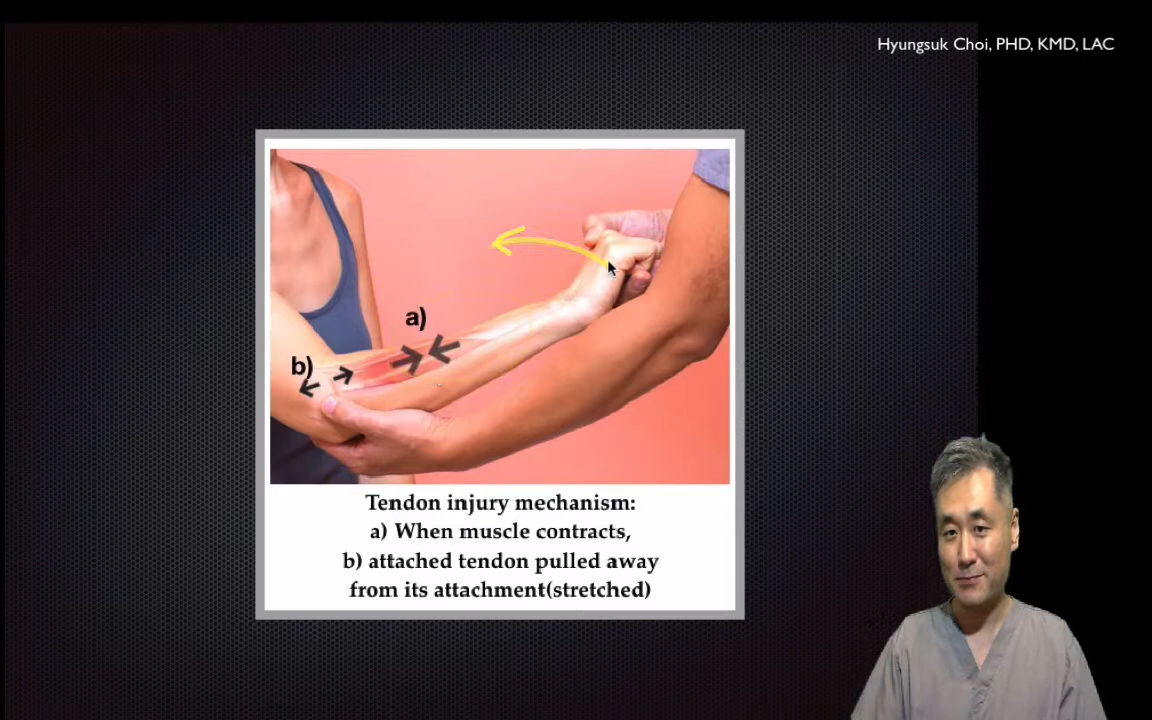 Hyungsuk Choi, PHD, KMD, LAC
a)
b)
Tendon injury mechanism:
a) When muscle contracts,
b) attached tendon pulled away
from its attachment(stretched)